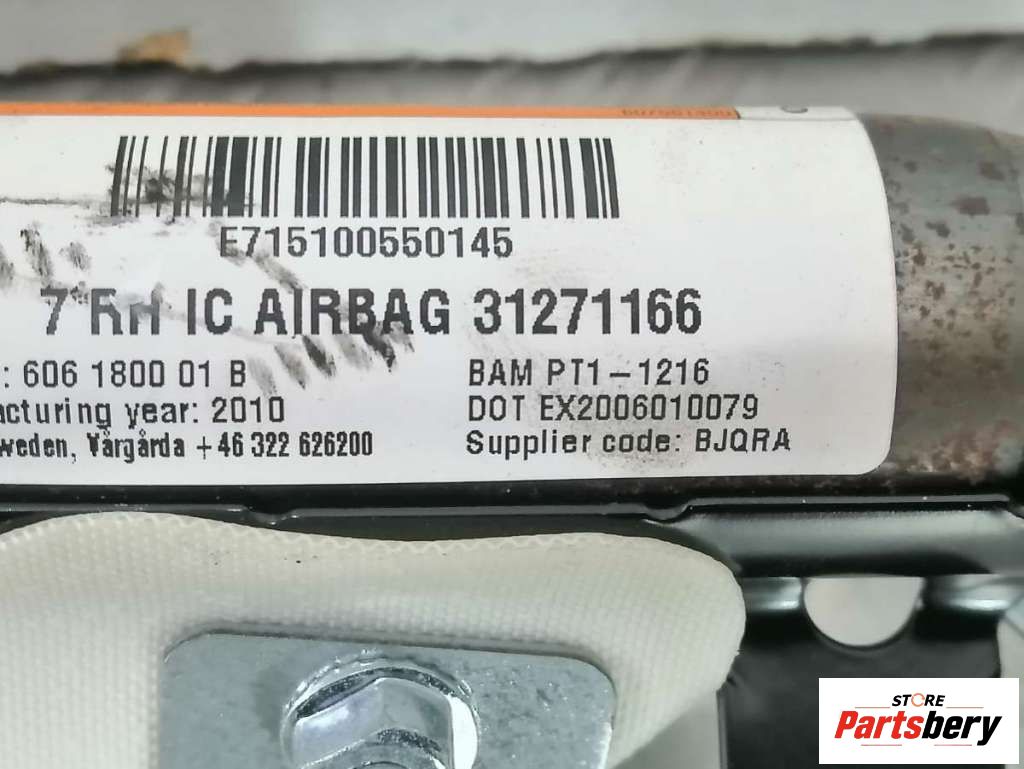 E715100550145
7 RH IC AIRBAG 31271166
: 606 1800 01 B
BAM PT1-1216
acturing year: 2010
DOT EX2006010079
weden, Vårgårda +46 322 626200
Supplier code: BJQRA
STORE
Partsbery